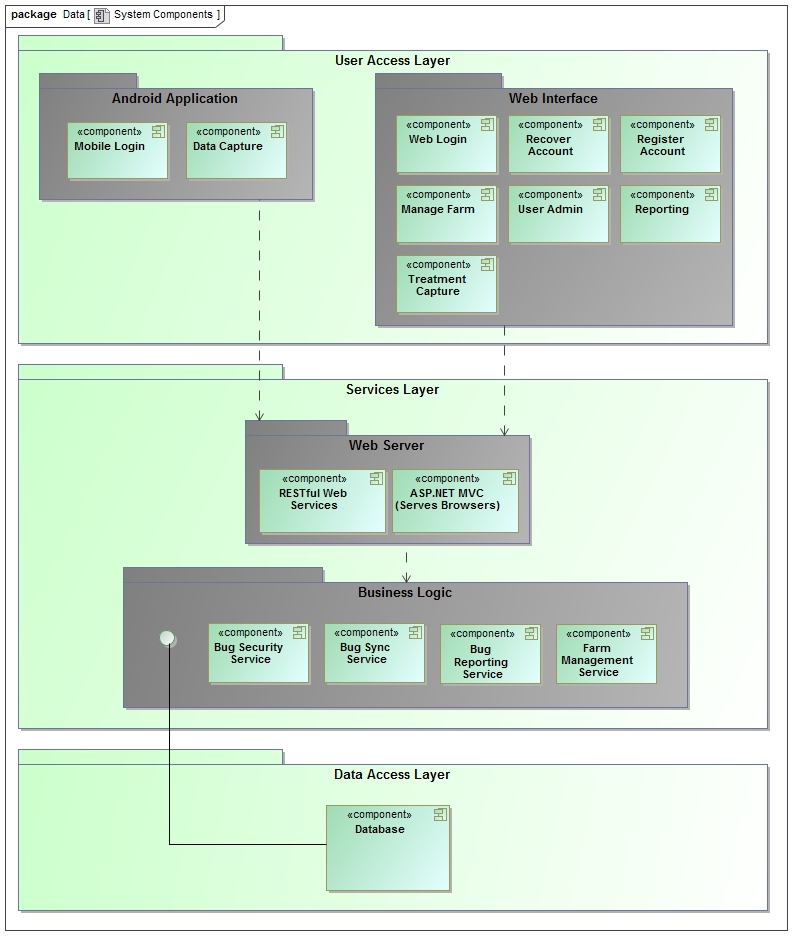 package Data [ System Components ]
User Access Layer
Android Application
«component»
Mobile Login
«component»
Data Capture
Web Interface
«component»
Web Login
«component»
Recover
Account
«component»
Register
Account
«component»
Manage Farm
«component»
User Admin
«component»
Reporting
«component»
Treatment
Capture
Services Layer
Web Server
«component»
RESTful Web
Services
«component»
ASP.NET MVC
(Serves Browsers)
Business Logic
«component»
Bug Security
Service
«component»
Bug Sync
Service
«component»
Bug
Reporting
Service
«component»
Farm
Management
Service
Data Access Layer
«component»
Database